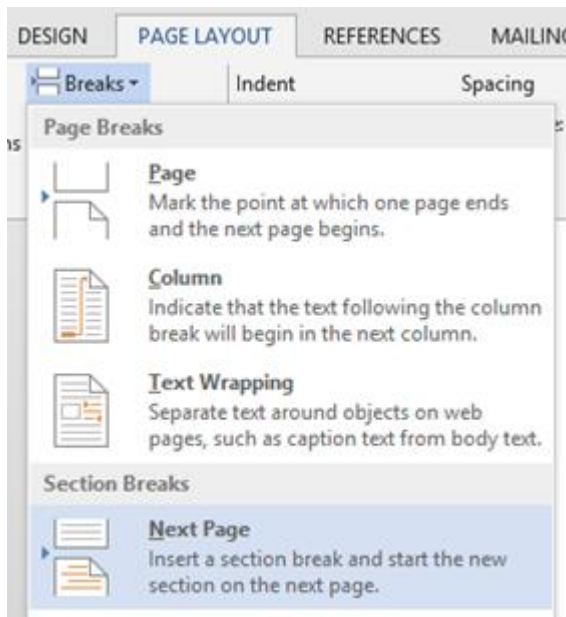 DESIGN PAGE LAYOUT REFERENCES
Breaks Indent Spacing
Page Breaks
Page
Mark the point at which one page ends
and the next page begins.
Column
Indicate that the text following the column
break will begin in the next column.
Text Wrapping
Separate text around objects on web
pages, such as caption text from body text.
Section Breaks
Next Page
Insert a section break and start the new
section on the next page.